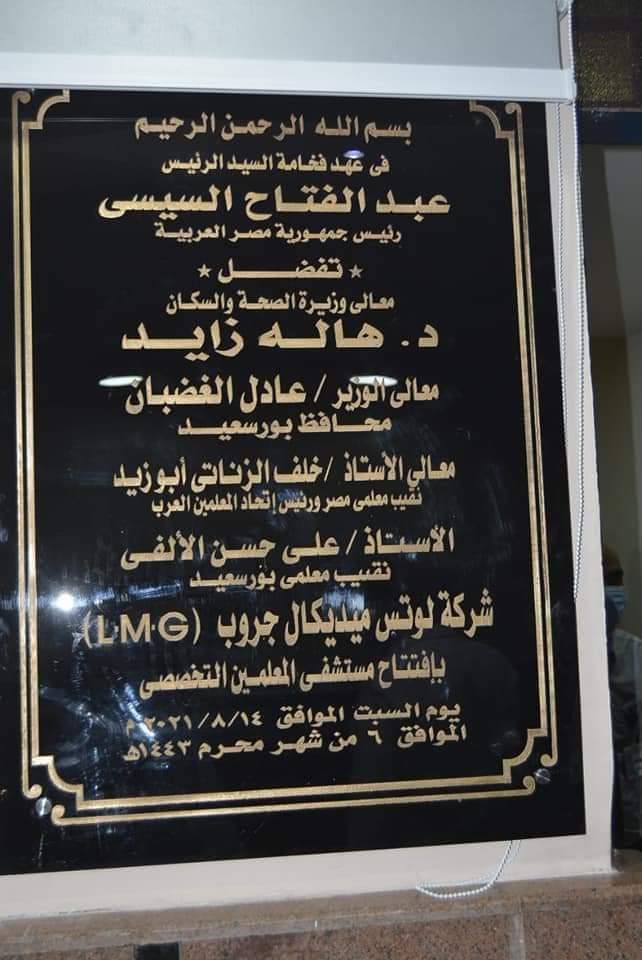 بسم الله الرحمن الرحيم
فى عهد فخامة السيد الرئيس
عبد الفتاح السيسى
رئيس جمهورية مصر العربية
★ تفضل ★
معالى وزيرة الصحة والسكان
د. هاله زايد
معالى الوزير / عادل الغضبان
محافظ بورسعيد
معالي الأستاذ / خلف الزناتى أبوزيد
نقيب معلمى مصر ورئيس إتحاد المعلمين العرب
الأستاذ / على حسن الألفى
نقيب معلمى بورسعيد
شركة لوتس ميديكال جروب (L.M.G)
بإفتتاح مستشفى المعلمين التخصصى
يوم السبت الموافق ٢٠٢١/٨/١٤ م
الموافق ٦ من شهر محرم ١٤٤٣هـ